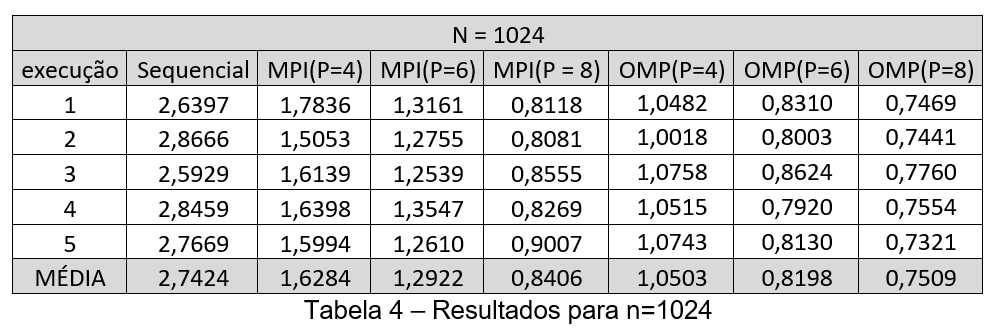 N = 1024
execução Sequencial MPI(P=4) MPI(P=6) MPI(P = 8) OMP(P=4) OMP(P=6) OMP(P=8)
1 2,6397 1,7836 1,3161 0,8118 1,0482 0,8310 0,7469
2 2,8666 1,5053 1,2755 0,8081 1,0018 0,8003 0,7441
3 2,5929 1,6139 1,2539 0,8555 1,0758 0,8624 0,7760
4 2,8459 1,6398 1,3547 0,8269 1,0515 0,7920 0,7554
5 2,7669 1,5994 1,2610 0,9007 1,0743 0,8130 0,7321
MÉDIA 2,7424 1,6284 1,2922 0,8406 1,0503 0,8198 0,7509
Tabela 4 – Resultados para n=1024